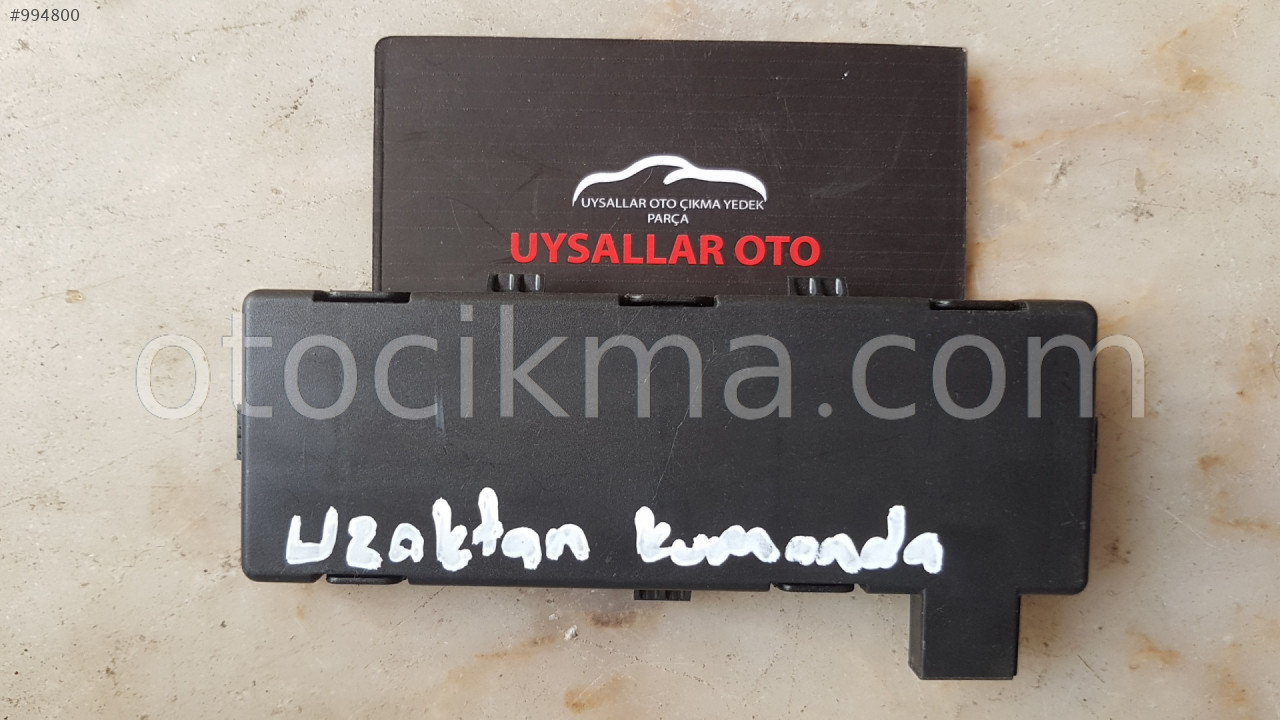 #994800
UYSALLAR OTO ÇIKMA YEDEK
PARÇA
UYSALLAR OTO
otocikma.com
uzaktan kumanda